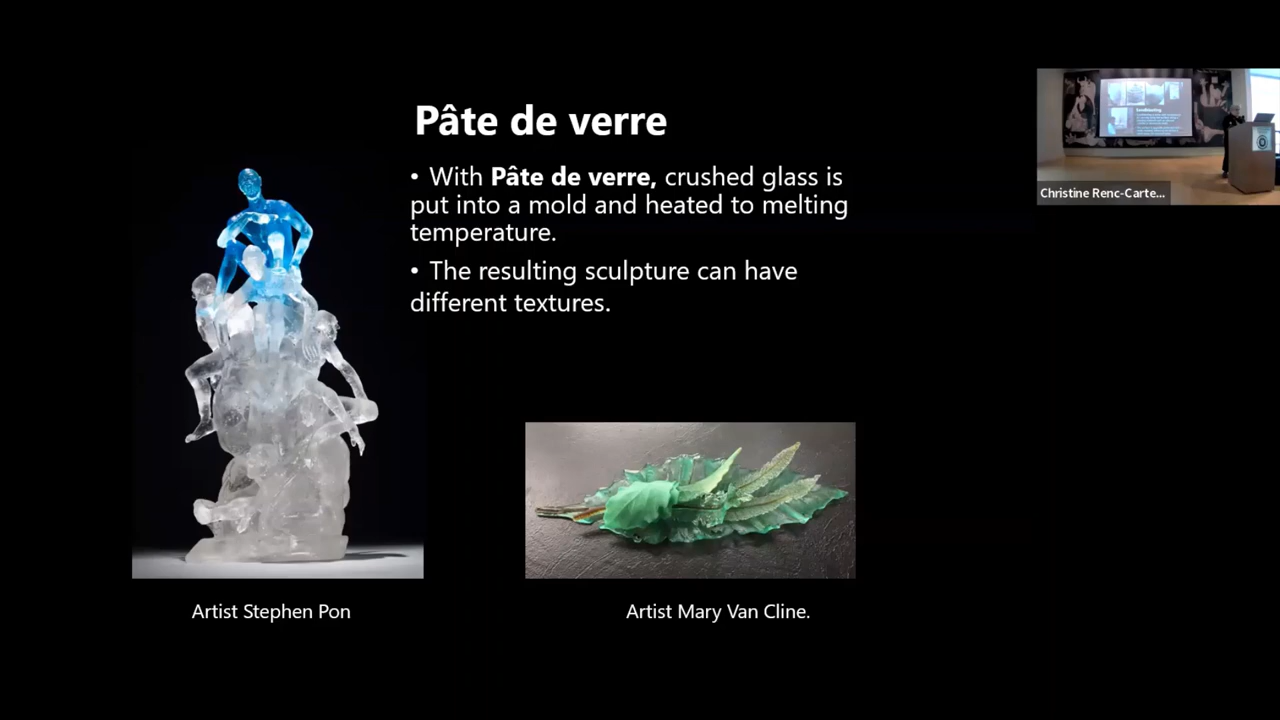 Pâte de verre
• With Pâte de verre, crushed glass is
put into a mold and heated to melting
temperature.
• The resulting sculpture can have
different textures.
Artist Stephen Pon
Artist Mary Van Cline.
Christine Renc-Carte...